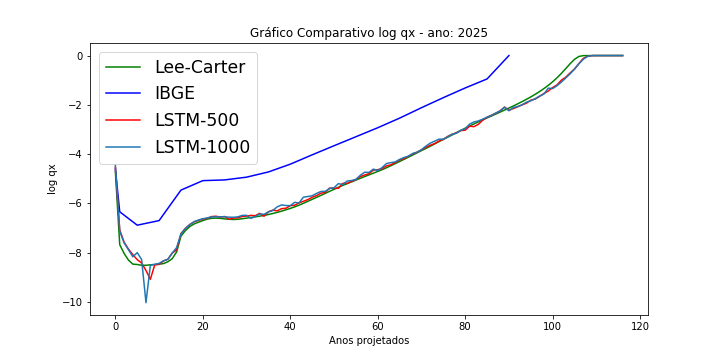 Gráfico Comparativo log qx - ano: 2025
Lee-Carter
IBGE
LSTM-500
LSTM-1000
log qx
0
−2
−4
−6
−8
−10
0
20
40
60
80
100
120
Anos projetados